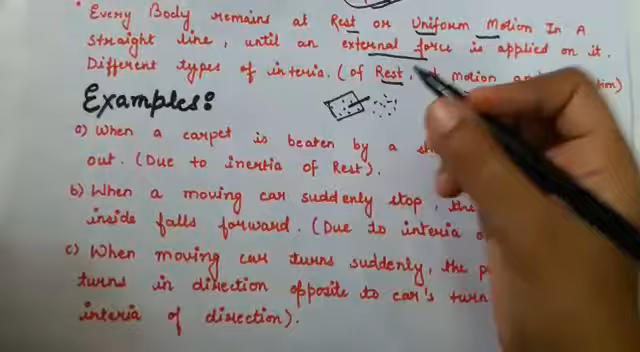 Every Body remains at Rest or Uniform Motion In A
straight line, until an external force is applied on it.
Different types of interia. (of Rest, of motion and
Examples:
a) When a carpet is beaten by a
out. (Due to inertia of Rest).
b) When a moving car suddenly stop, the
inside falls forward. (Due to interia
c) When moving car turns suddenly, the
turns in direction opposite to car's turn
interia of direction).